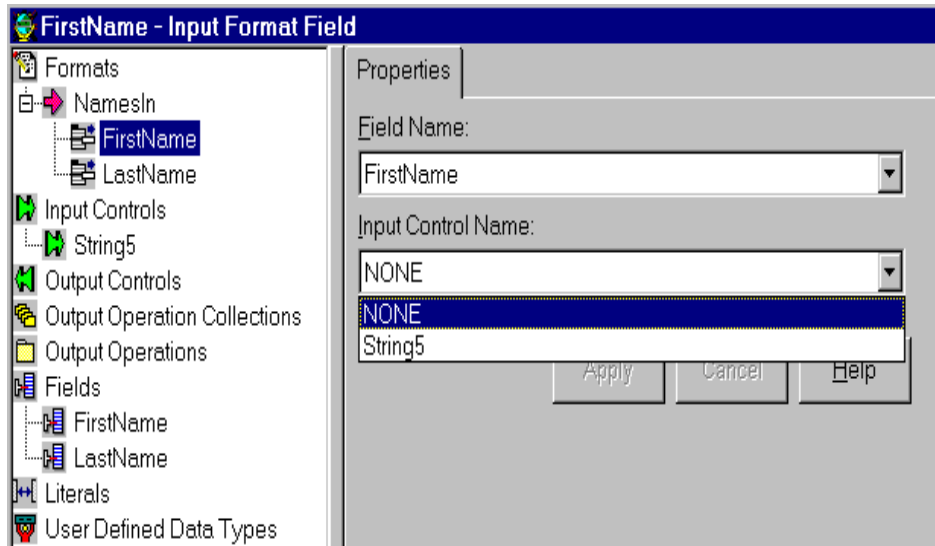 FirstName - Input Format Field
Formats
NamesIn
FirstName
LastName
Input Controls
String5
Output Controls
Output Operation Collections
Output Operations
Fields
FirstName
LastName
Literals
User Defined Data Types
Properties
Field Name:
FirstName
Input Control Name:
NONE
NONE
String5
Apply
Cancel
Help